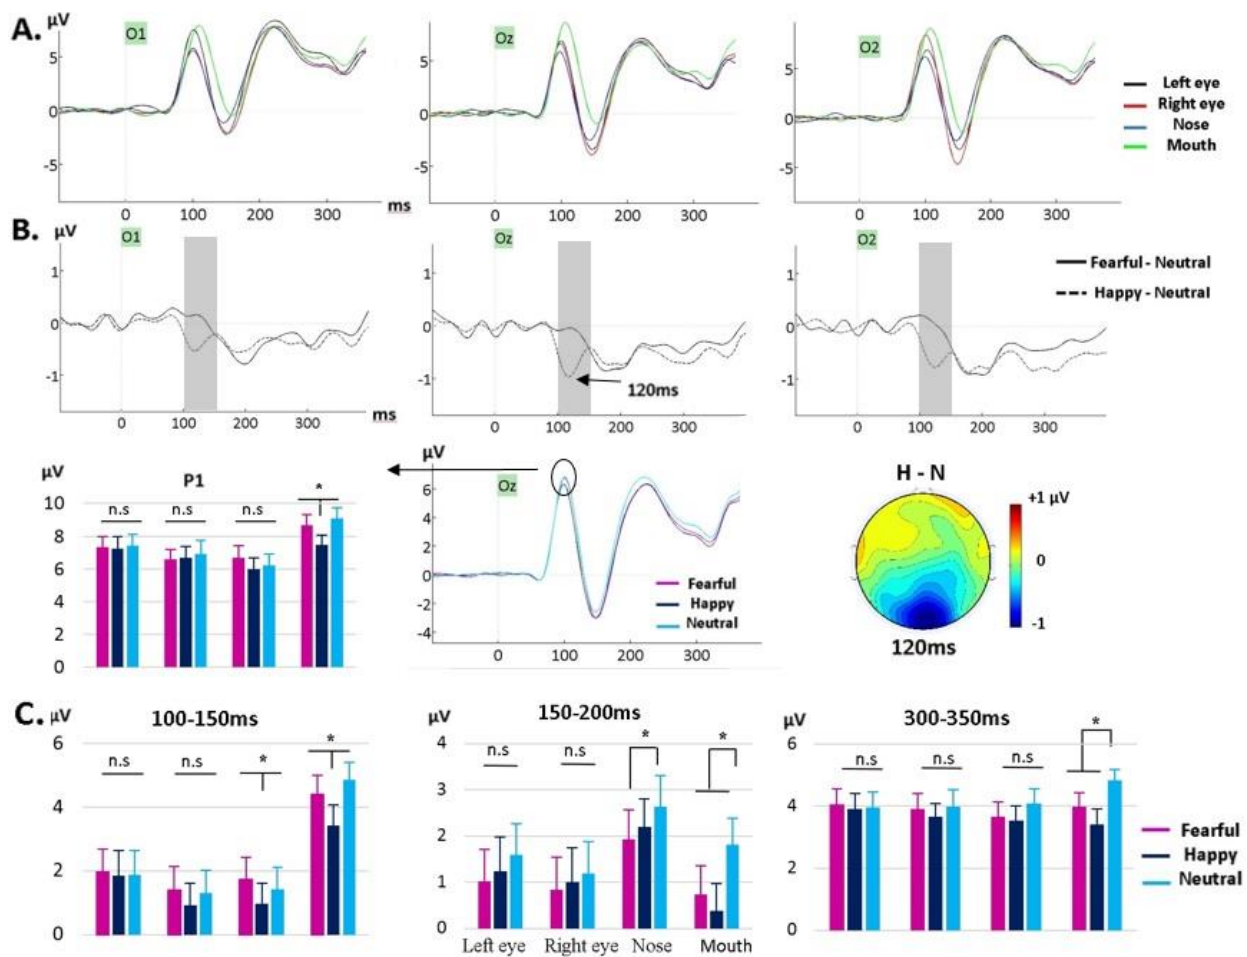 A.
µV
O1
Oz
O2
5
0
-5
5
0
-5
5
0
-5
Left eye
Right eye
Nose
Mouth
0 100 200 300
ms
0 100 200 300
0 100 200 300
B.
µV
O1
Oz
O2
1
0
-1
1
0
-1
1
0
-1
120ms
Fearful - Neutral
Happy - Neutral
0 100 200 300
ms
0 100 200 300
0 100 200 300
µV
P1
10
8
6
4
2
0
n.s
n.s
n.s
*
µV
Oz
6
4
2
0
-2
-4
Fearful
Happy
Neutral
0 100 200 300
H - N
+1 µV
0
-1
120ms
C.
µV
100-150ms
6
4
2
0
n.s
n.s
*
*
µV
150-200ms
4
3
2
1
0
n.s
n.s
*
*
Left eye Right eye Nose Mouth
µV
300-350ms
6
4
2
0
n.s
n.s
n.s
*
Fearful
Happy
Neutral